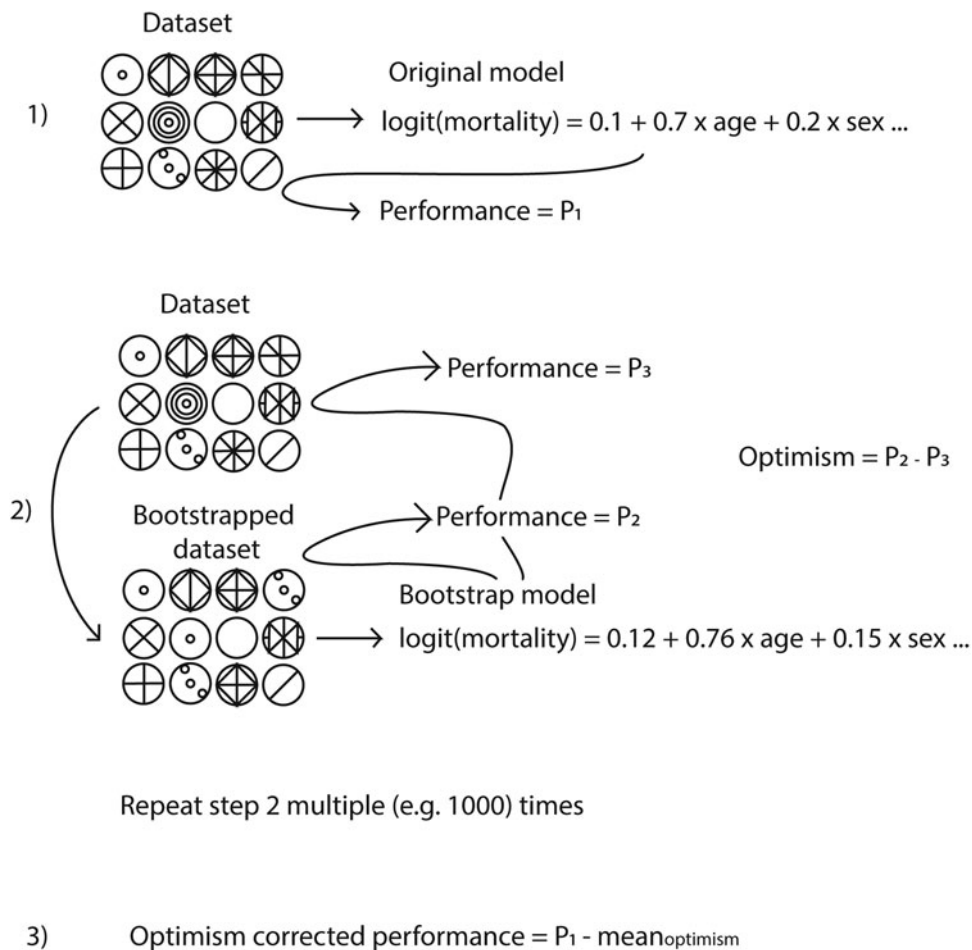 Dataset
1)
Original model
logit(mortality) = 0.1 + 0.7 x age + 0.2 x sex ...
Performance = P₁
Dataset
Performance = P₃
Optimism = P₂ - P₃
2)
Bootstrapped
dataset
Performance = P₂
Bootstrap model
logit(mortality) = 0.12 + 0.76 x age + 0.15 x sex ...
Repeat step 2 multiple (e.g. 1000) times
3) Optimism corrected performance = P₁ - meanoptimism